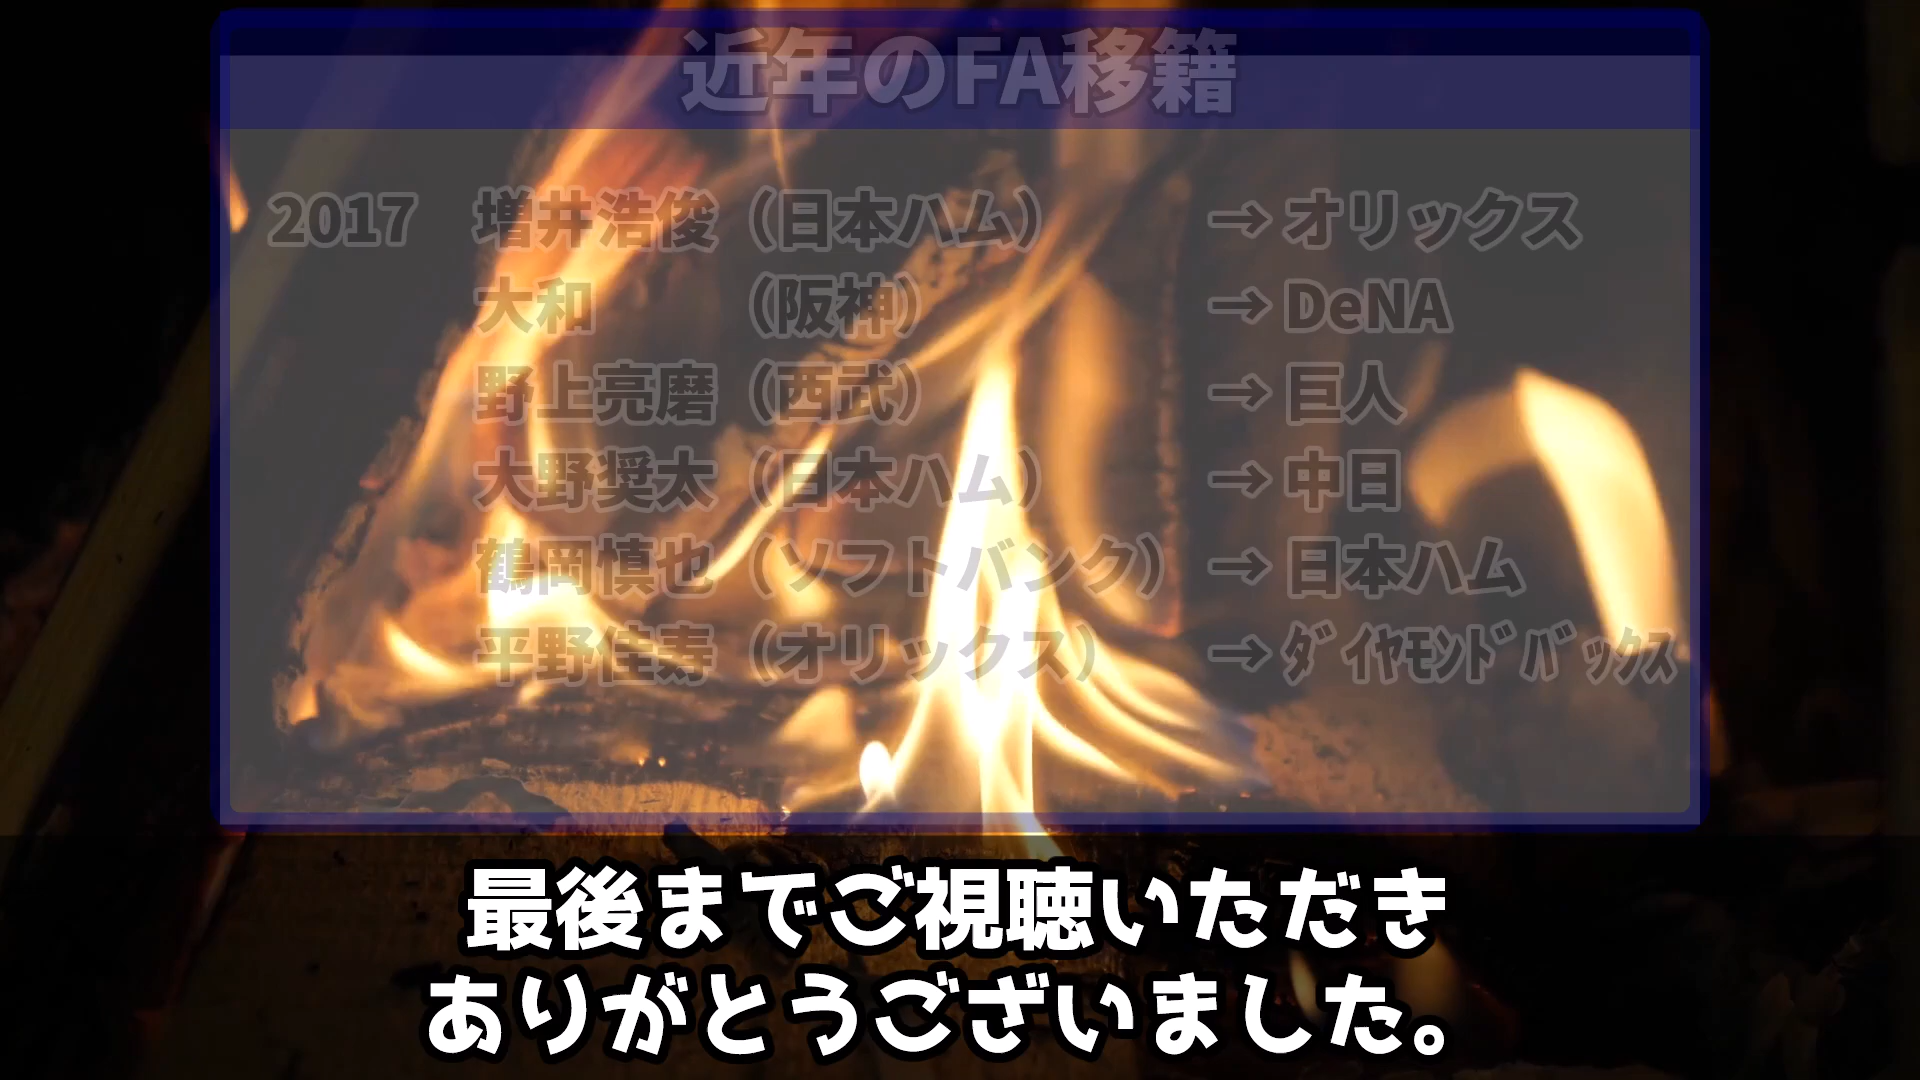 近年のFA移籍
2017 増井浩俊（日本ハム） → オリックス
大和 （阪神） → DeNA
野上亮磨（西武） → 巨人
大野奨太（日本ハム） → 中日
鶴岡慎也（ソフトバンク） → 日本ハム
平野佳寿（オリックス） → ﾀﾞｲﾔﾓﾝﾄﾞﾊﾞｯｸｽ
最後までご視聴いただき
ありがとうございました。